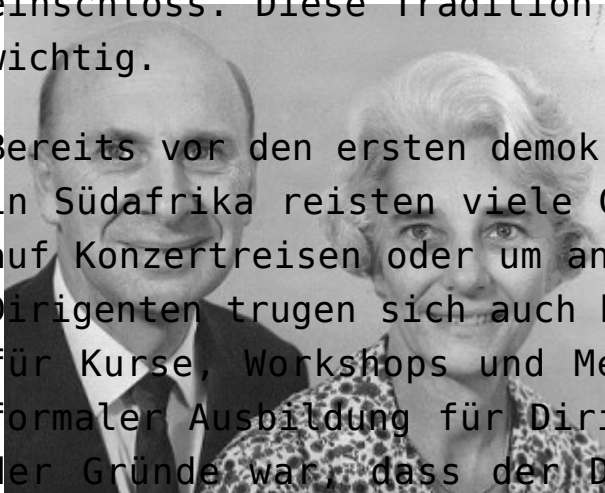 einschloss. Diese Tradition
wichtig.
Bereits vor den ersten demok
in Südafrika reisten viele
auf Konzertreisen oder um an
Dirigenten trugen sich auch
für Kurse, Workshops und Me
formaler Ausbildung für Diri
der Gründe war, dass der D